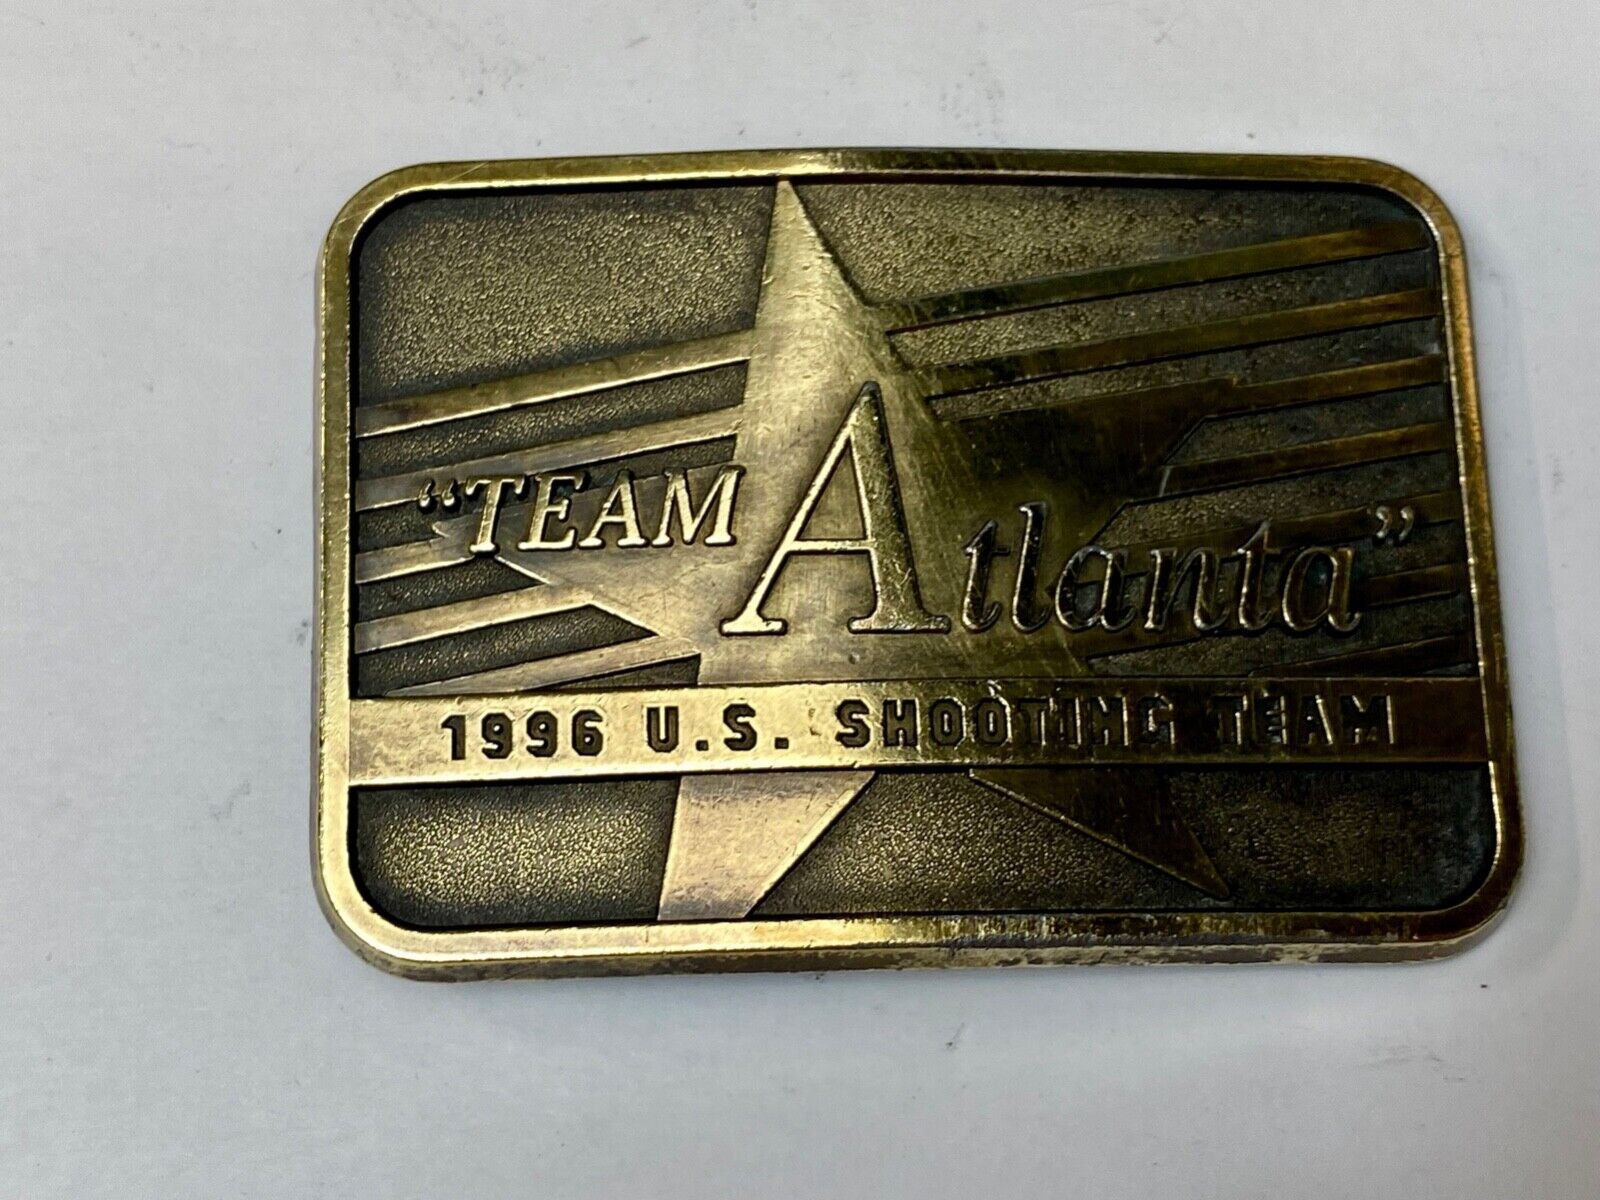 “TEAM Atlanta”
1996 U.S. SHOOTING TEAM